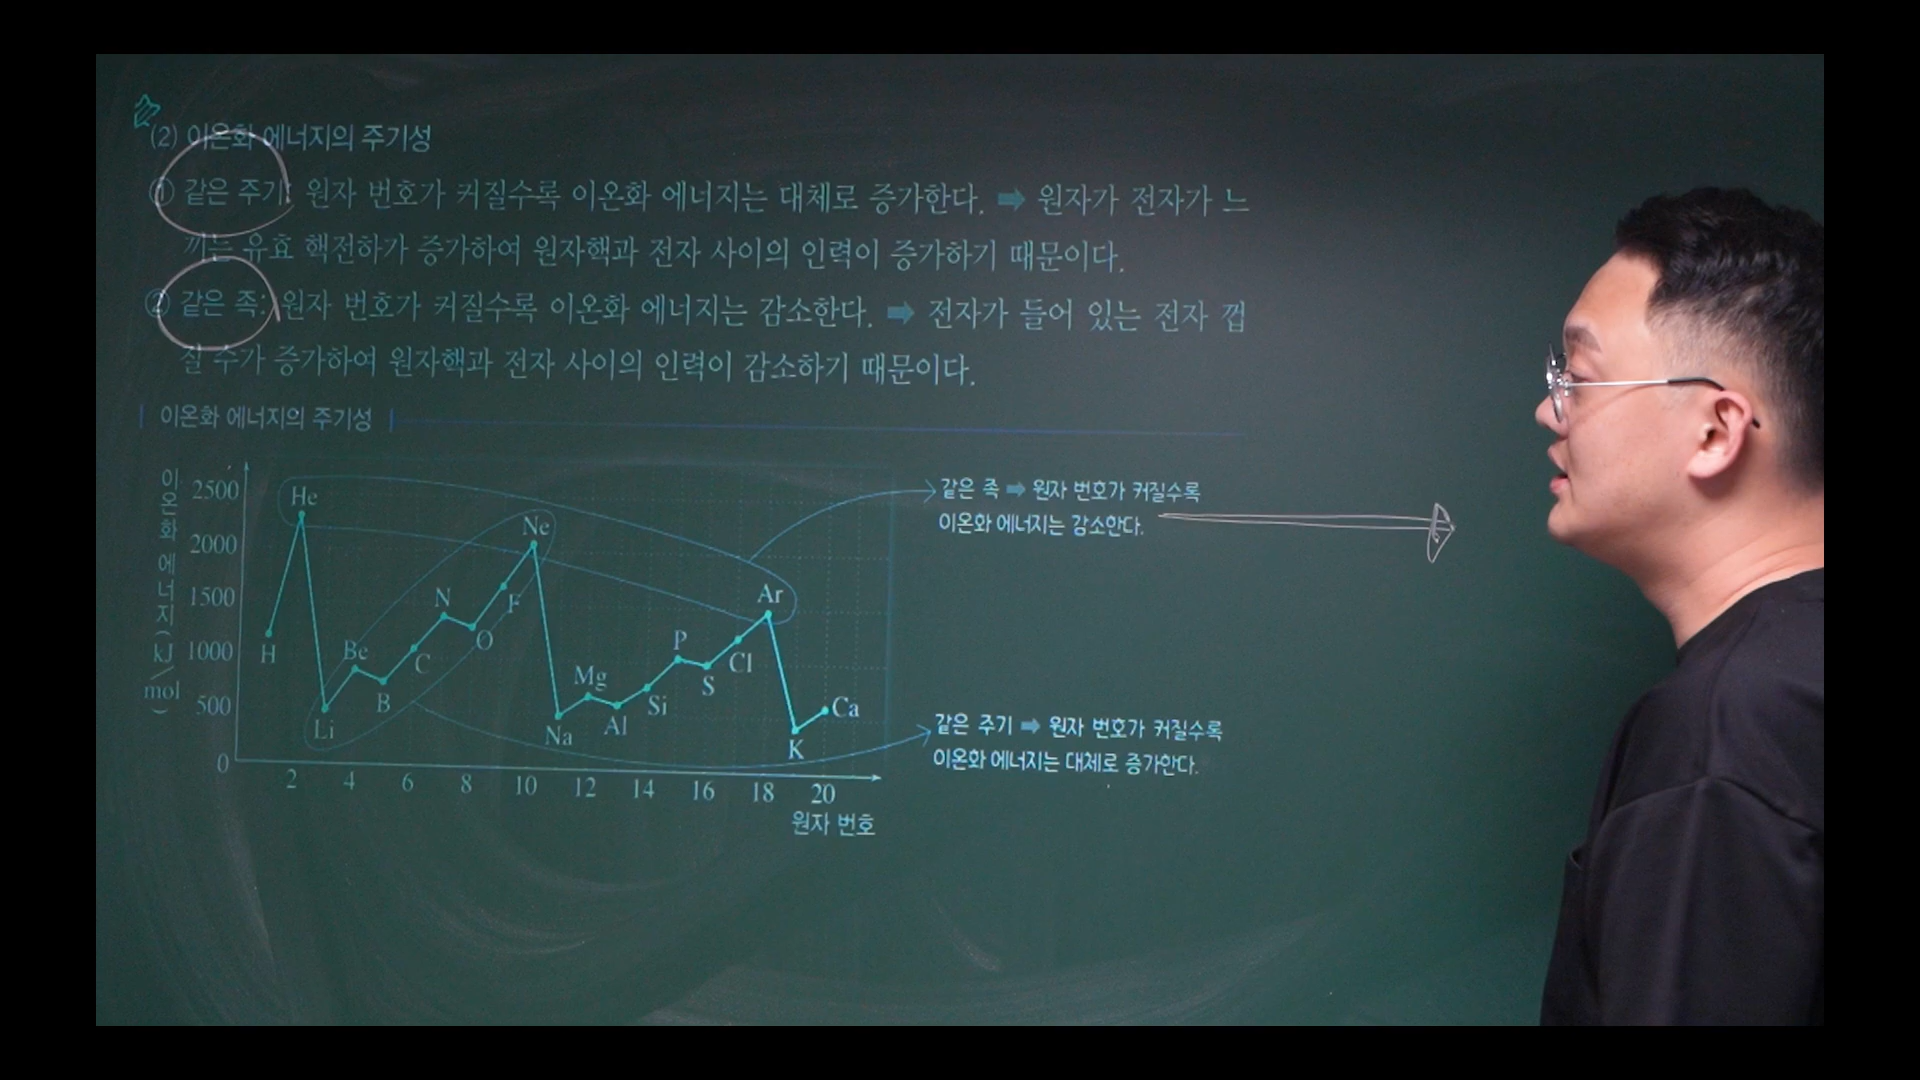 (2) 이온화 에너지의 주기성
① 같은 주기: 원자 번호가 커질수록 이온화 에너지는 대체로 증가한다. ➡ 원자가 전자가 느
끼는 유효 핵전하가 증가하여 원자핵과 전자 사이의 인력이 증가하기 때문이다.
② 같은 족: 원자 번호가 커질수록 이온화 에너지는 감소한다. ➡ 전자가 들어 있는 전자 껍
질 수가 증가하여 원자핵과 전자 사이의 인력이 감소하기 때문이다.
이온화 에너지의 주기성
이온화 에너지(kJ/mol)
2500
2000
1500
1000
500
0
H
He
Li
Be
B
C
N
O
F
Ne
Na
Mg
Al
Si
P
S
Cl
Ar
K
Ca
2 4 6 8 10 12 14 16 18 20
원자 번호
같은 족 ➡ 원자 번호가 커질수록
이온화 에너지는 감소한다.
같은 주기 ➡ 원자 번호가 커질수록
이온화 에너지는 대체로 증가한다.